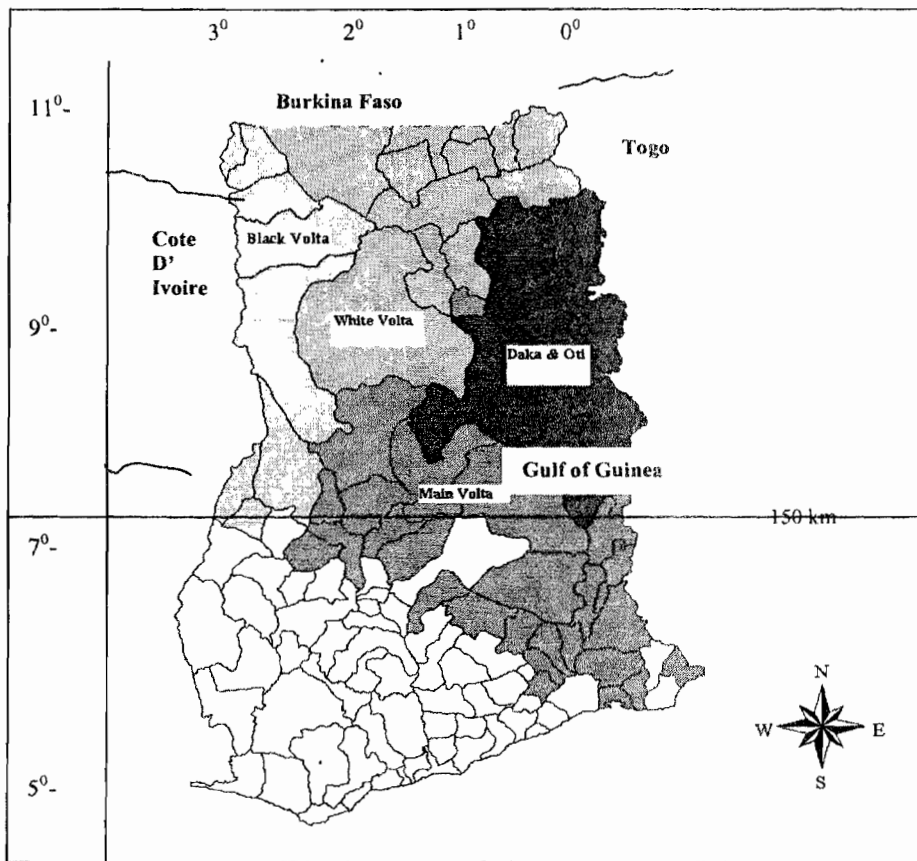 3⁰ 2⁰ 1⁰ 0⁰
11⁰-
Burkina Faso
Togo
Cote
D'
Ivoire
Black Volta
9⁰-
White Volta
Daka & Oti
Gulf of Guinea
Main Volta
150 km
7⁰-
N
W E
S
5⁰-